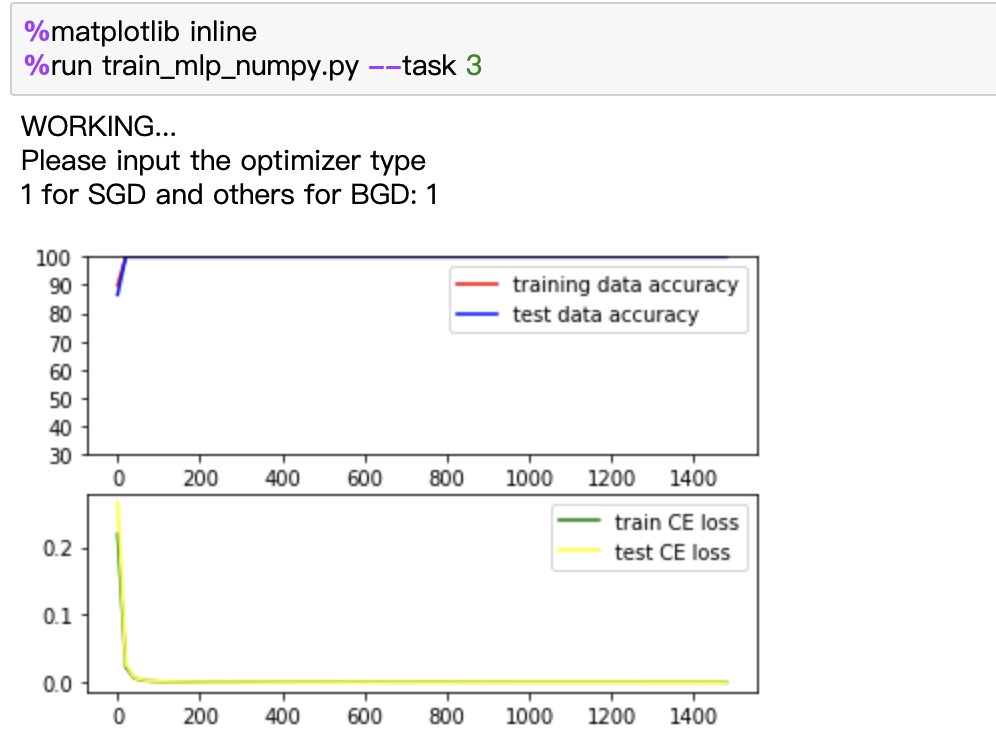 %matplotlib inline
%run train_mlp_numpy.py --task 3
WORKING...
Please input the optimizer type
1 for SGD and others for BGD: 1
100
90
80
70
60
50
40
30
training data accuracy
test data accuracy
0 200 400 600 800 1000 1200 1400
0.2
0.1
0.0
train CE loss
test CE loss
0 200 400 600 800 1000 1200 1400